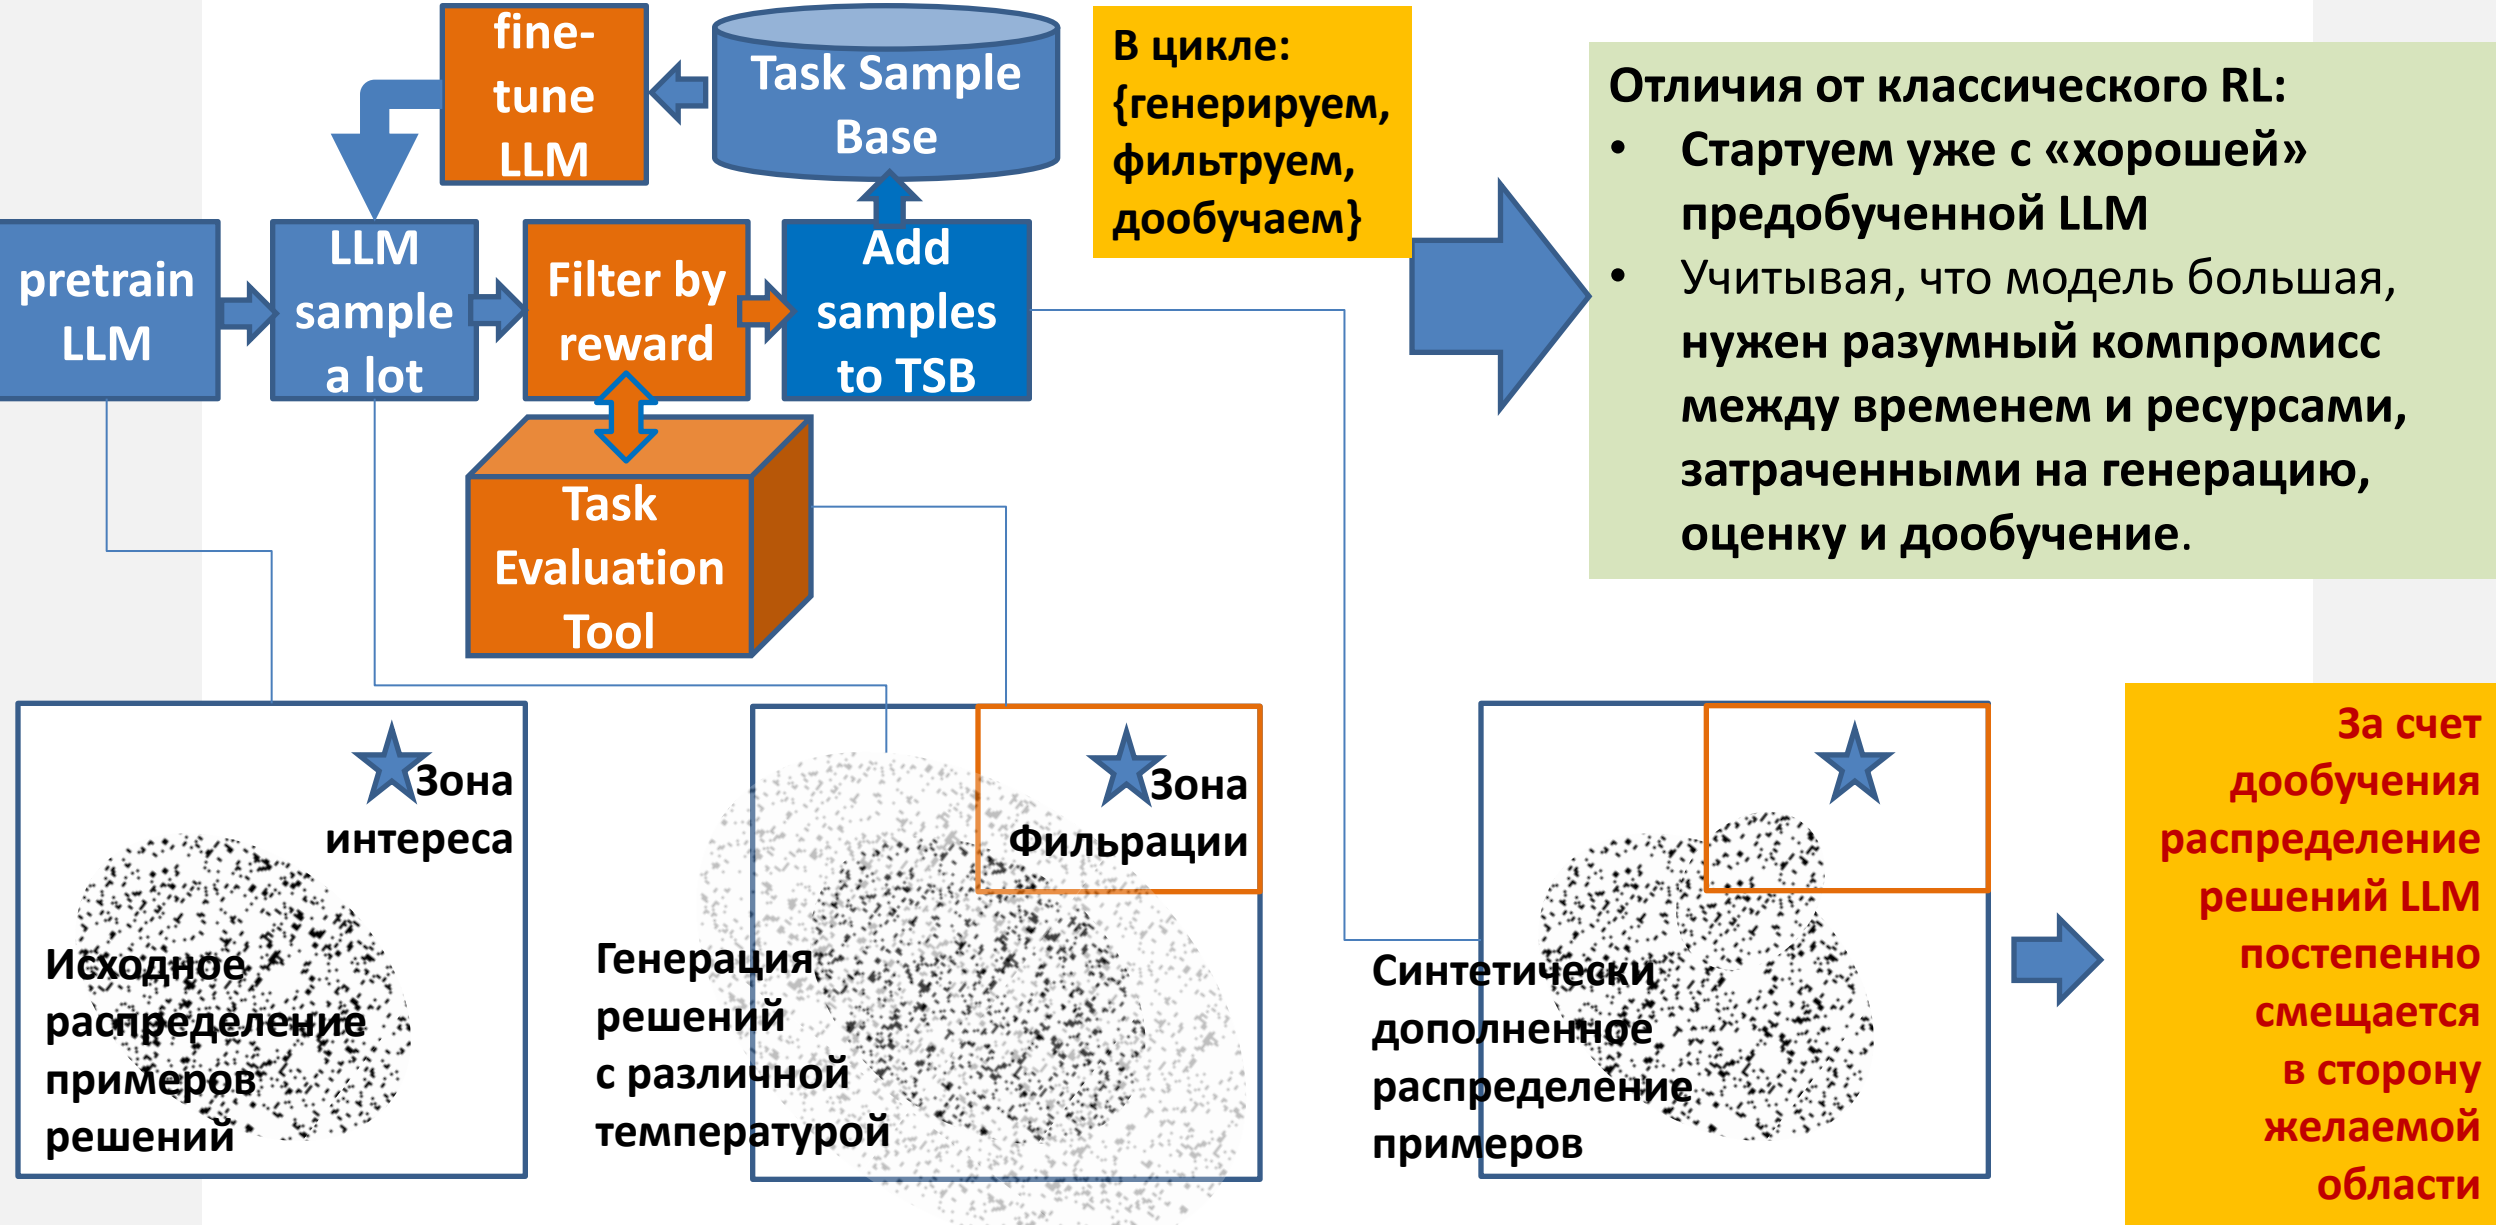 fine-
tune
LLM
Task Sample
Base
В цикле:
{генерируем,
фильтруем,
дообучаем}
Отличия от классического RL:
• Стартуем уже с «хорошей»
предобученной LLM
• Учитывая, что модель большая,
нужен разумный компромисс
между временем и ресурсами,
затраченными на генерацию,
оценку и дообучение.
pretrain
LLM
LLM
sample
a lot
Filter by
reward
Add
samples
to TSB
Task
Evaluation
Tool
Зона
интереса
Исходное
распределение
примеров
решений
Зона
Фильрации
Генерация
решений
с различной
температурой
Синтетически
дополненное
распределение
примеров
За счет
дообучения
распределение
решений LLM
постепенно
смещается
в сторону
желаемой
области